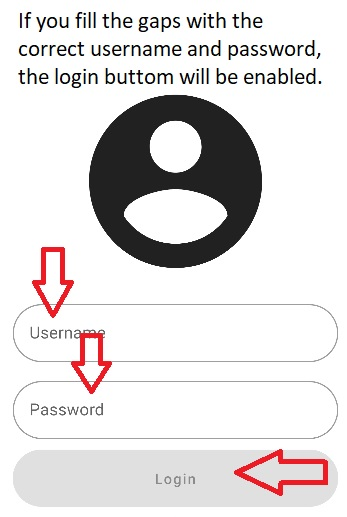 If you fill the gaps with the
correct username and password,
the login buttom will be enabled.
Username
Password
Login